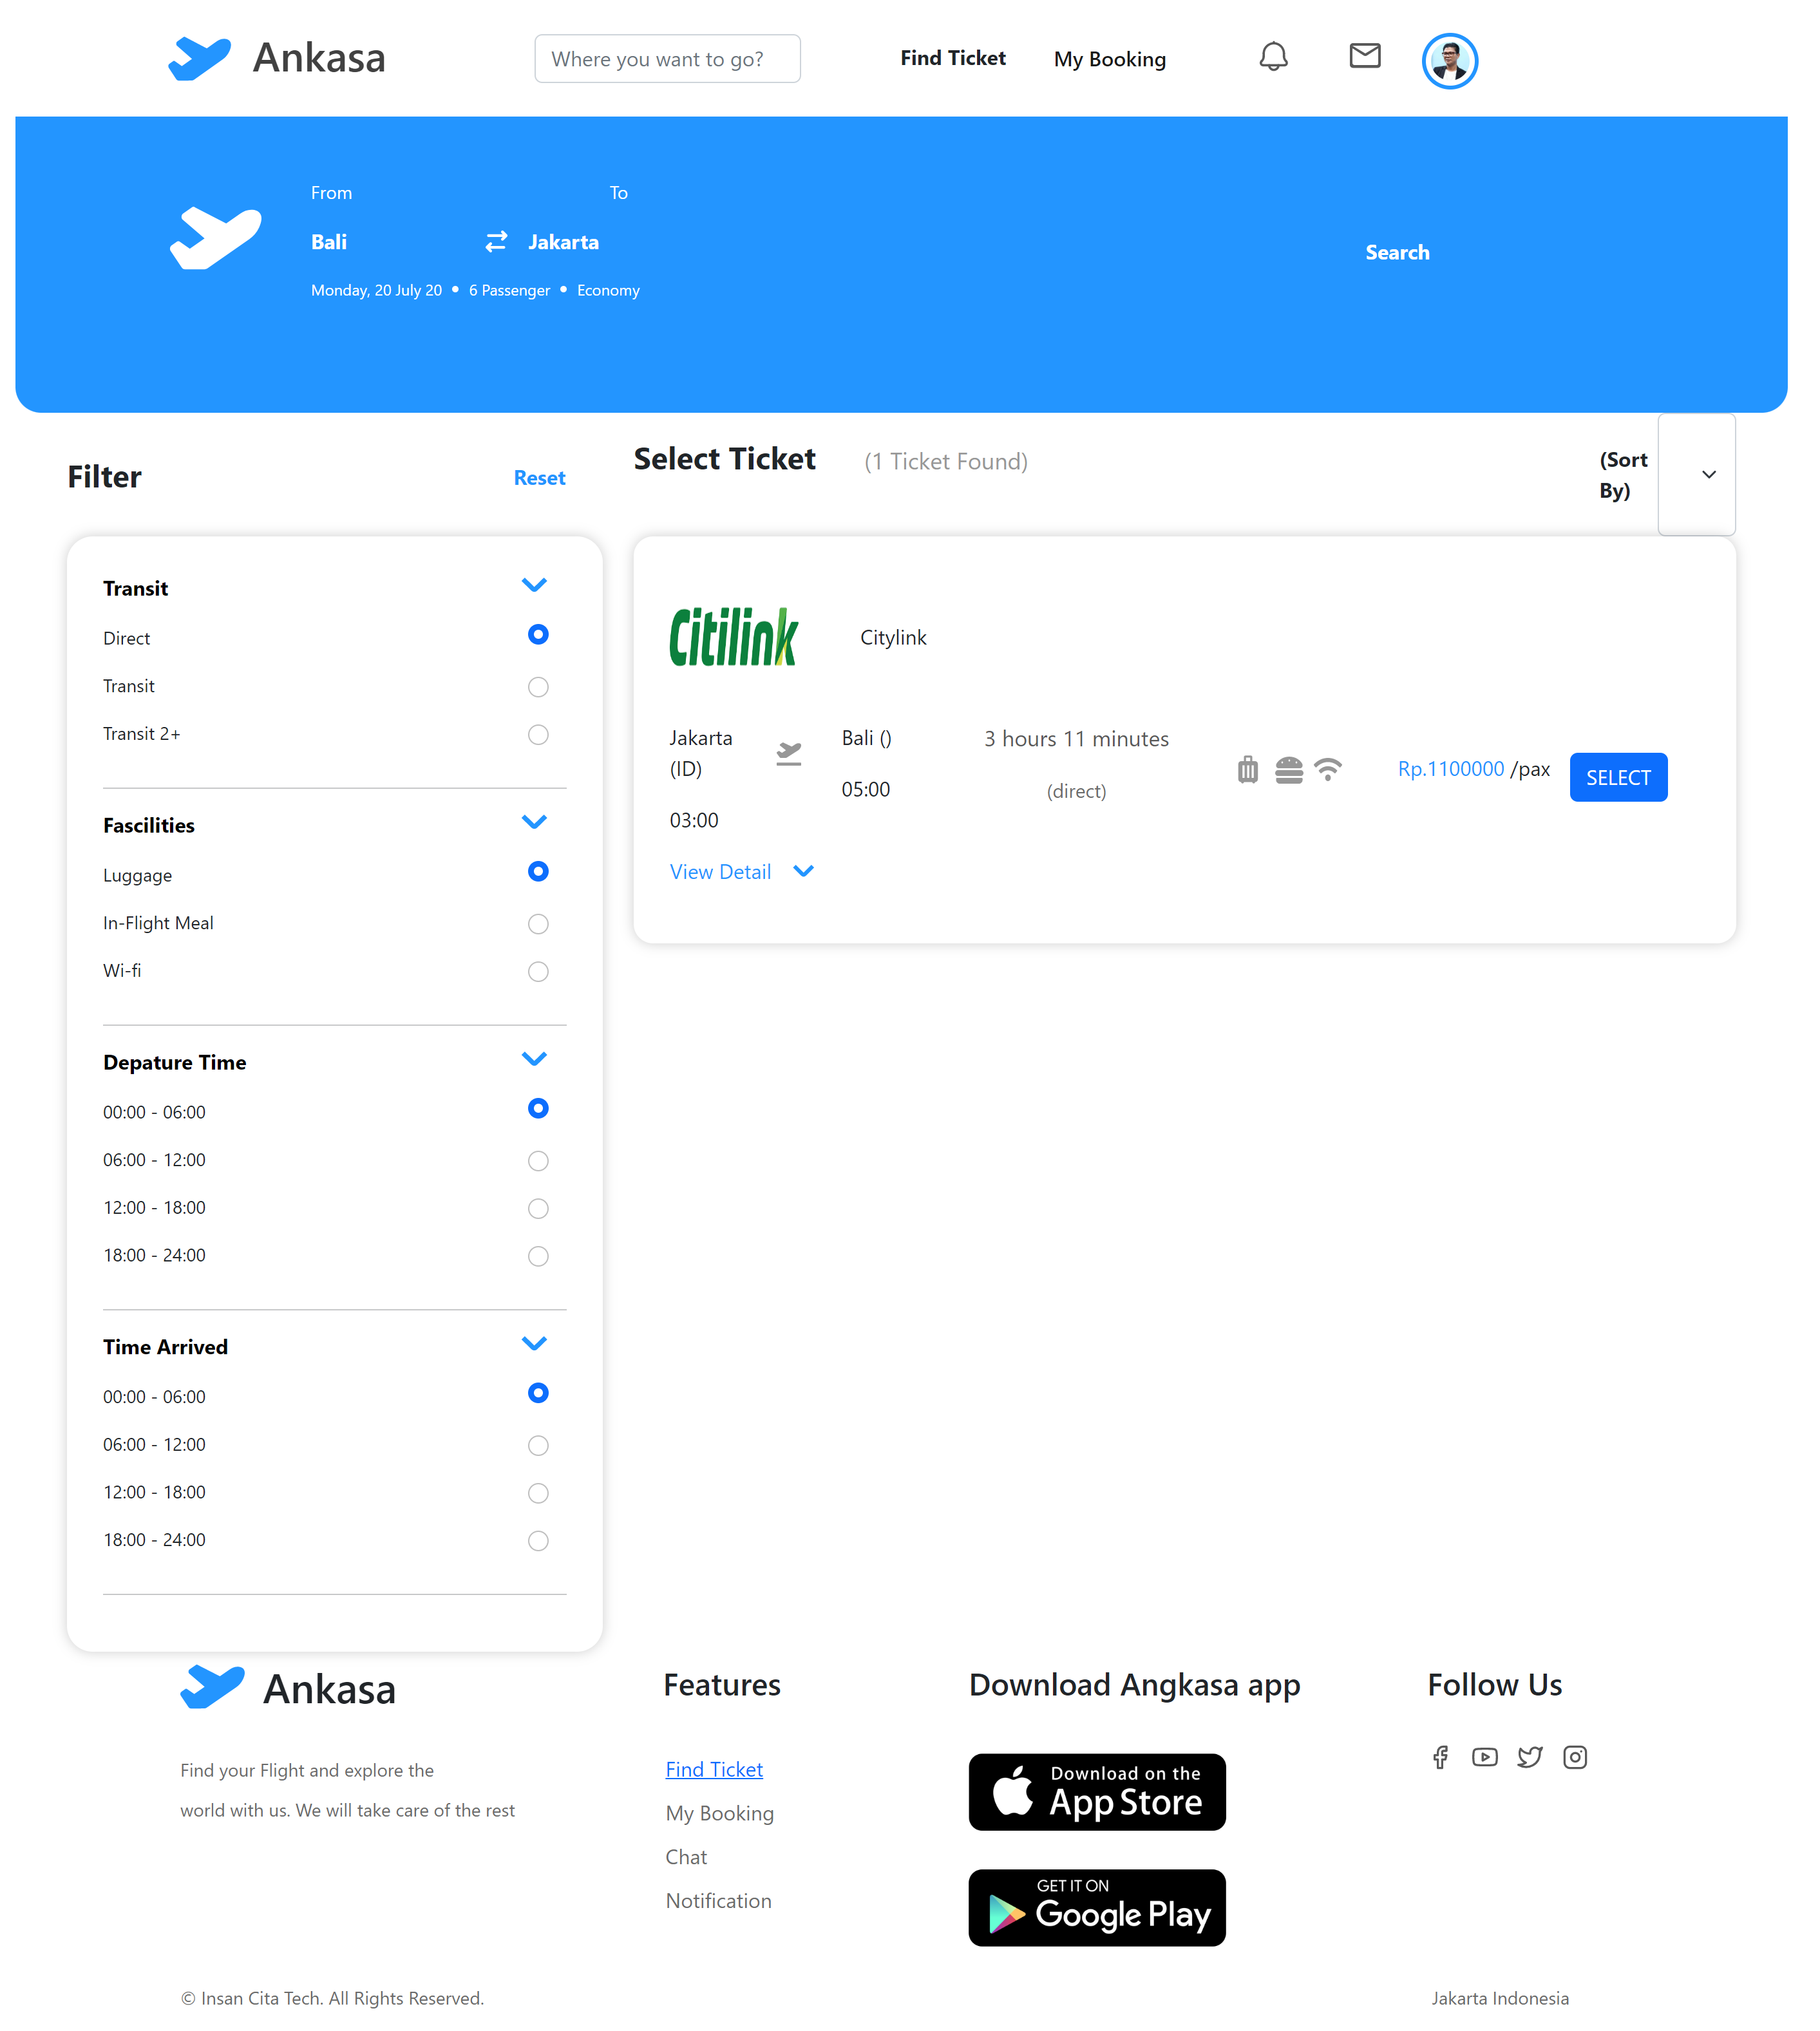 Ankasa
Where you want to go?
Find Ticket
My Booking
From
To
Bali
Jakarta
Monday, 20 July 20 • 6 Passenger • Economy
Search
Filter
Reset
Select Ticket
(1 Ticket Found)
(Sort
By)
Transit
Direct
Transit
Transit 2+
Fascilities
Luggage
In-Flight Meal
Wi-fi
Depature Time
00:00 - 06:00
06:00 - 12:00
12:00 - 18:00
18:00 - 24:00
Time Arrived
00:00 - 06:00
06:00 - 12:00
12:00 - 18:00
18:00 - 24:00
Citilink
Citylink
Jakarta
(ID)
03:00
Bali ()
05:00
3 hours 11 minutes
(direct)
Rp.1100000 /pax
SELECT
View Detail
Ankasa
Find your Flight and explore the
world with us. We will take care of the rest
Features
Find Ticket
My Booking
Chat
Notification
Download Angkasa app
Download on the
App Store
GET IT ON
Google Play
Follow Us
© Insan Cita Tech. All Rights Reserved.
Jakarta Indonesia